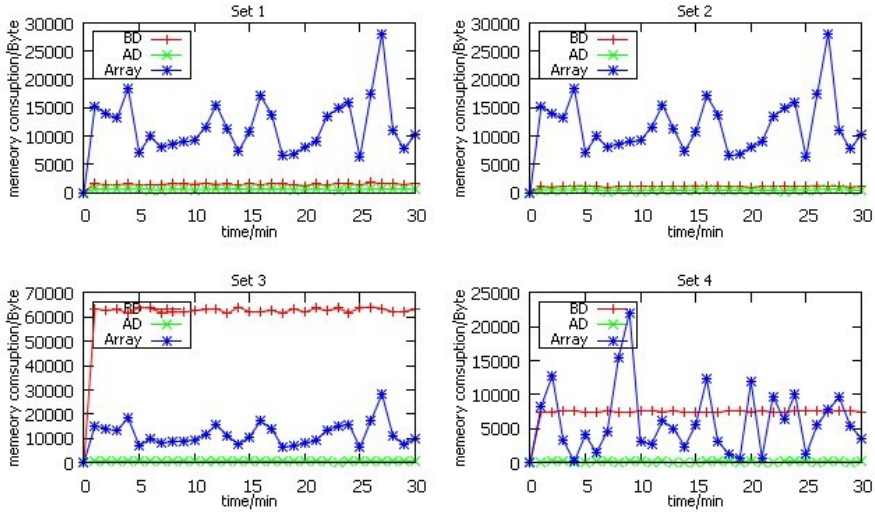 Set 1
memeory comsuption/Byte
30000
25000
20000
15000
10000
5000
0
BD
AD
Array
0 5 10 15 20 25 30
time/min
Set 2
memeory comsuption/Byte
30000
25000
20000
15000
10000
5000
0
BD
AD
Array
0 5 10 15 20 25 30
time/min
Set 3
memeory comsuption/Byte
70000
60000
50000
40000
30000
20000
10000
0
BD
AD
Array
0 5 10 15 20 25 30
time/min
Set 4
memeory comsuption/Byte
25000
20000
15000
10000
5000
0
BD
AD
Array
0 5 10 15 20 25 30
time/min